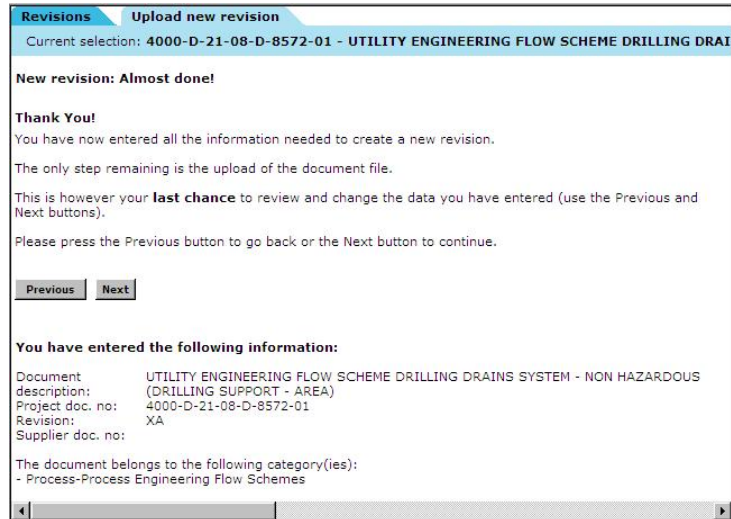 Revisions Upload new revision
Current selection: 4000-D-21-08-D-8572-01 - UTILITY ENGINEERING FLOW SCHEME DRILLING DRAI
New revision: Almost done!
Thank You!
You have now entered all the information needed to create a new revision.
The only step remaining is the upload of the document file.
This is however your last chance to review and change the data you have entered (use the Previous and
Next buttons).
Please press the Previous button to go back or the Next button to continue.
Previous Next
You have entered the following information:
Document UTILITY ENGINEERING FLOW SCHEME DRILLING DRAINS SYSTEM - NON HAZARDOUS
description: (DRILLING SUPPORT - AREA)
Project doc. no: 4000-D-21-08-D-8572-01
Revision: XA
Supplier doc. no:
The document belongs to the following category(ies):
- Process-Process Engineering Flow Schemes